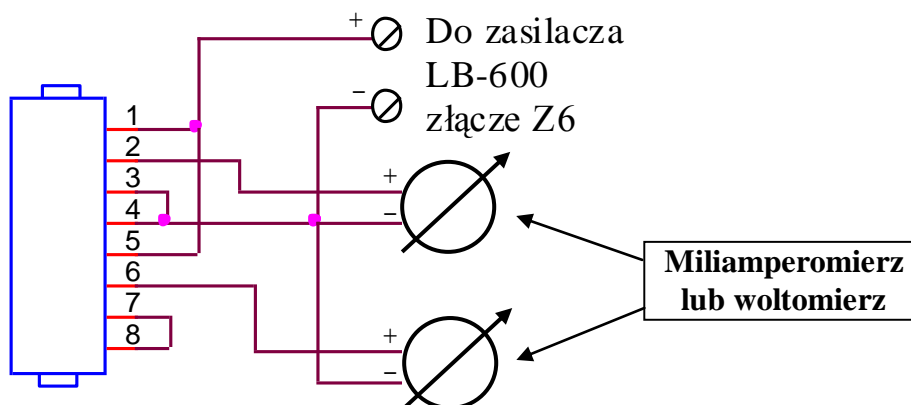 + Do zasilacza
− LB-600
złącze Z6
1
2
3
4
5
6
7
8
+
−
+
−
Miliamperomierz
lub woltomierz